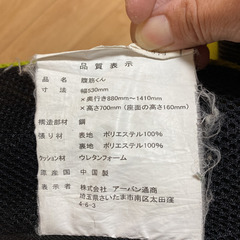 品質表示
品名 腹筋くん
寸法 幅530mm
×奥行き880mm〜1410mm
×高さ700mm（座面の高さ160mm）
構造部材 鋼
張り材 表地 ポリエステル100%
裏地 ポリエステル100%
クッション材 ウレタンフォーム
原産国 中国製
表示者 株式会社 アーバン通商
埼玉県さいたま市南区太田窪
4-6-3